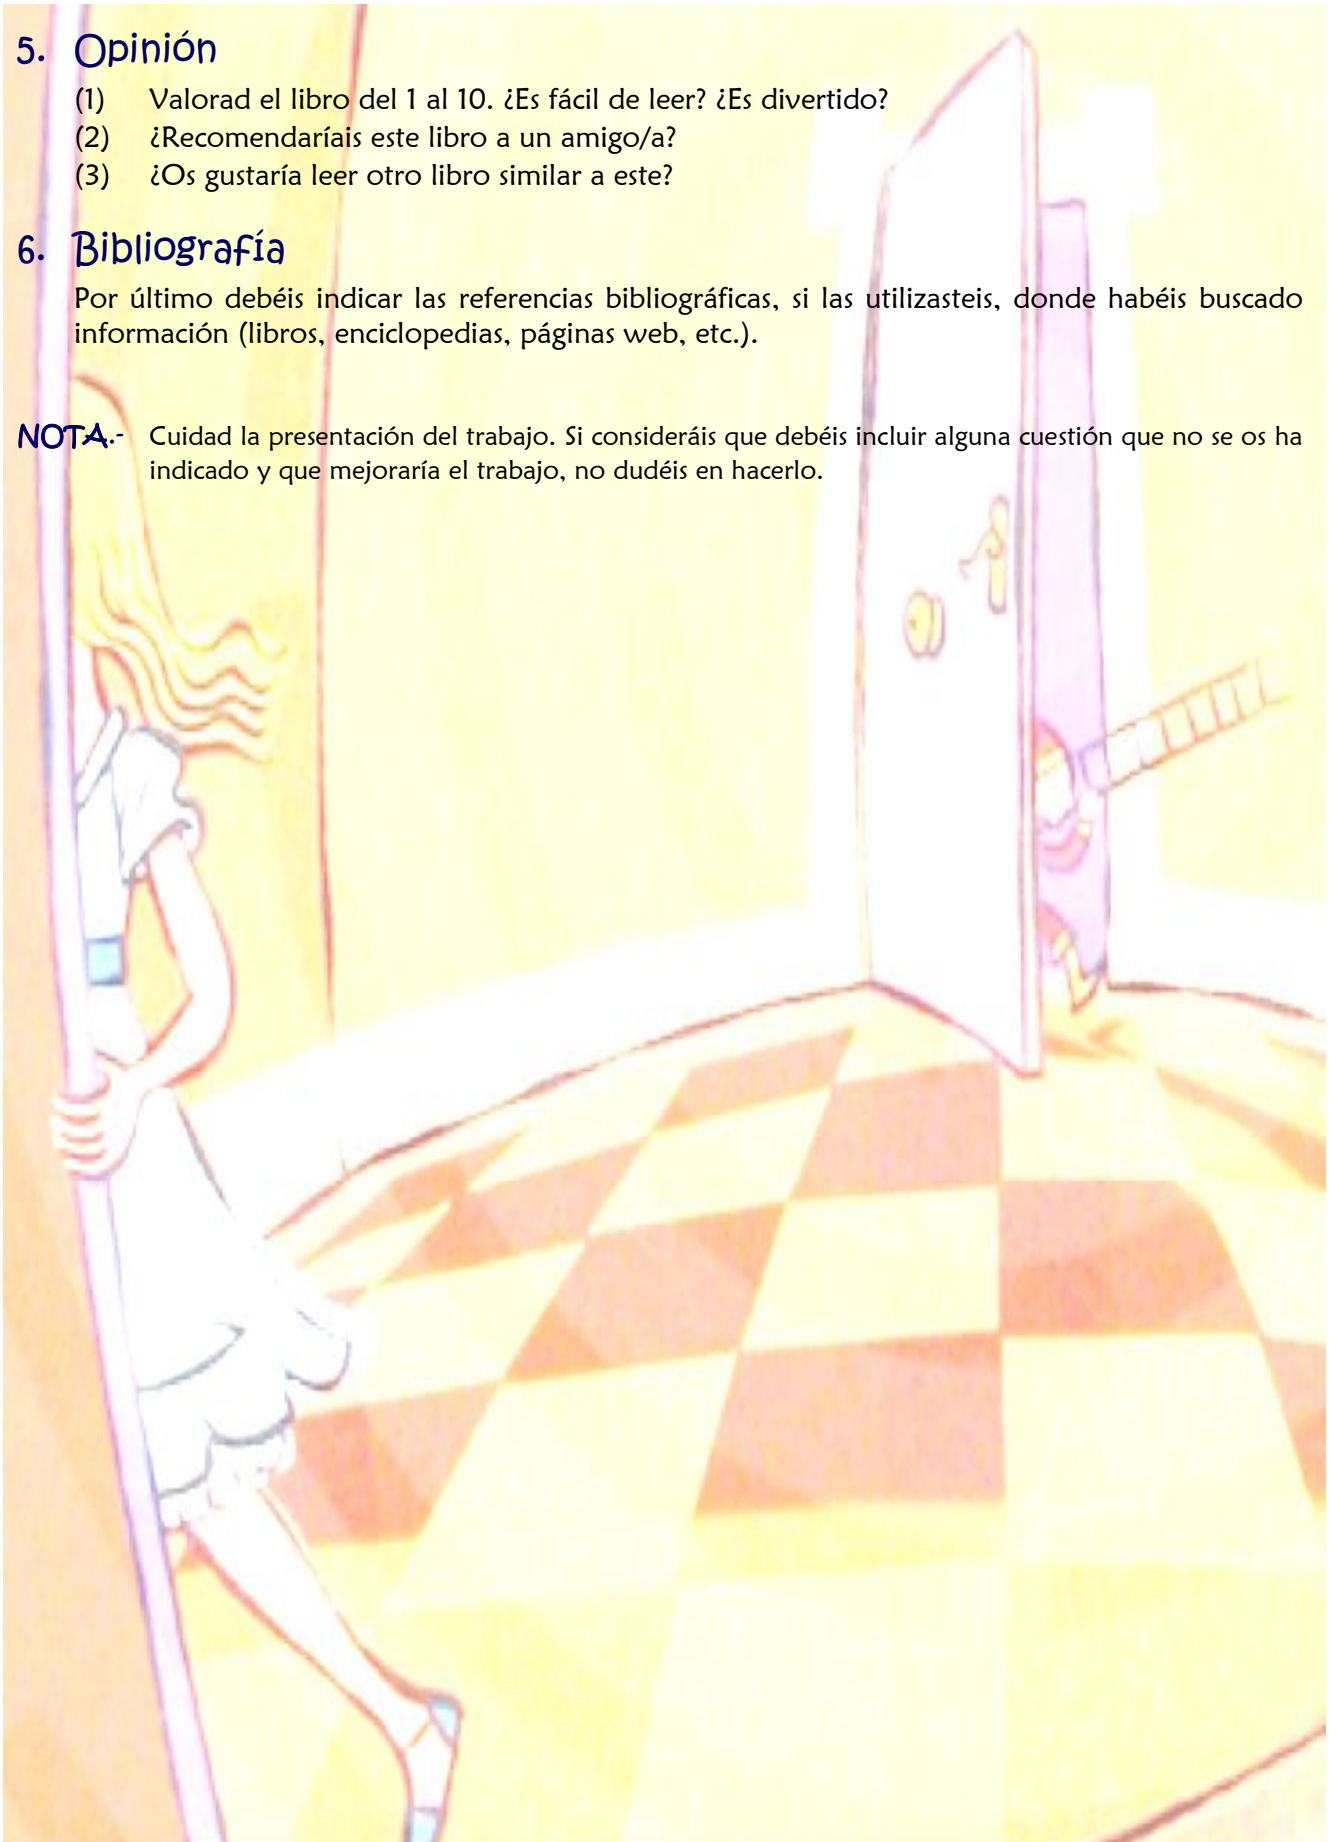 5. Opinión
(1) Valorad el libro del 1 al 10. ¿Es fácil de leer? ¿Es divertido?
(2) ¿Recomendaríais este libro a un amigo/a?
(3) ¿Os gustaría leer otro libro similar a este?
6. Bibliografía
Por último debéis indicar las referencias bibliográficas, si las utilizasteis, donde habéis buscado
información (libros, enciclopedias, páginas web, etc.).
NOTA.- Cuidad la presentación del trabajo. Si consideráis que debéis incluir alguna cuestión que no se os ha
indicado y que mejoraría el trabajo, no dudéis en hacerlo.